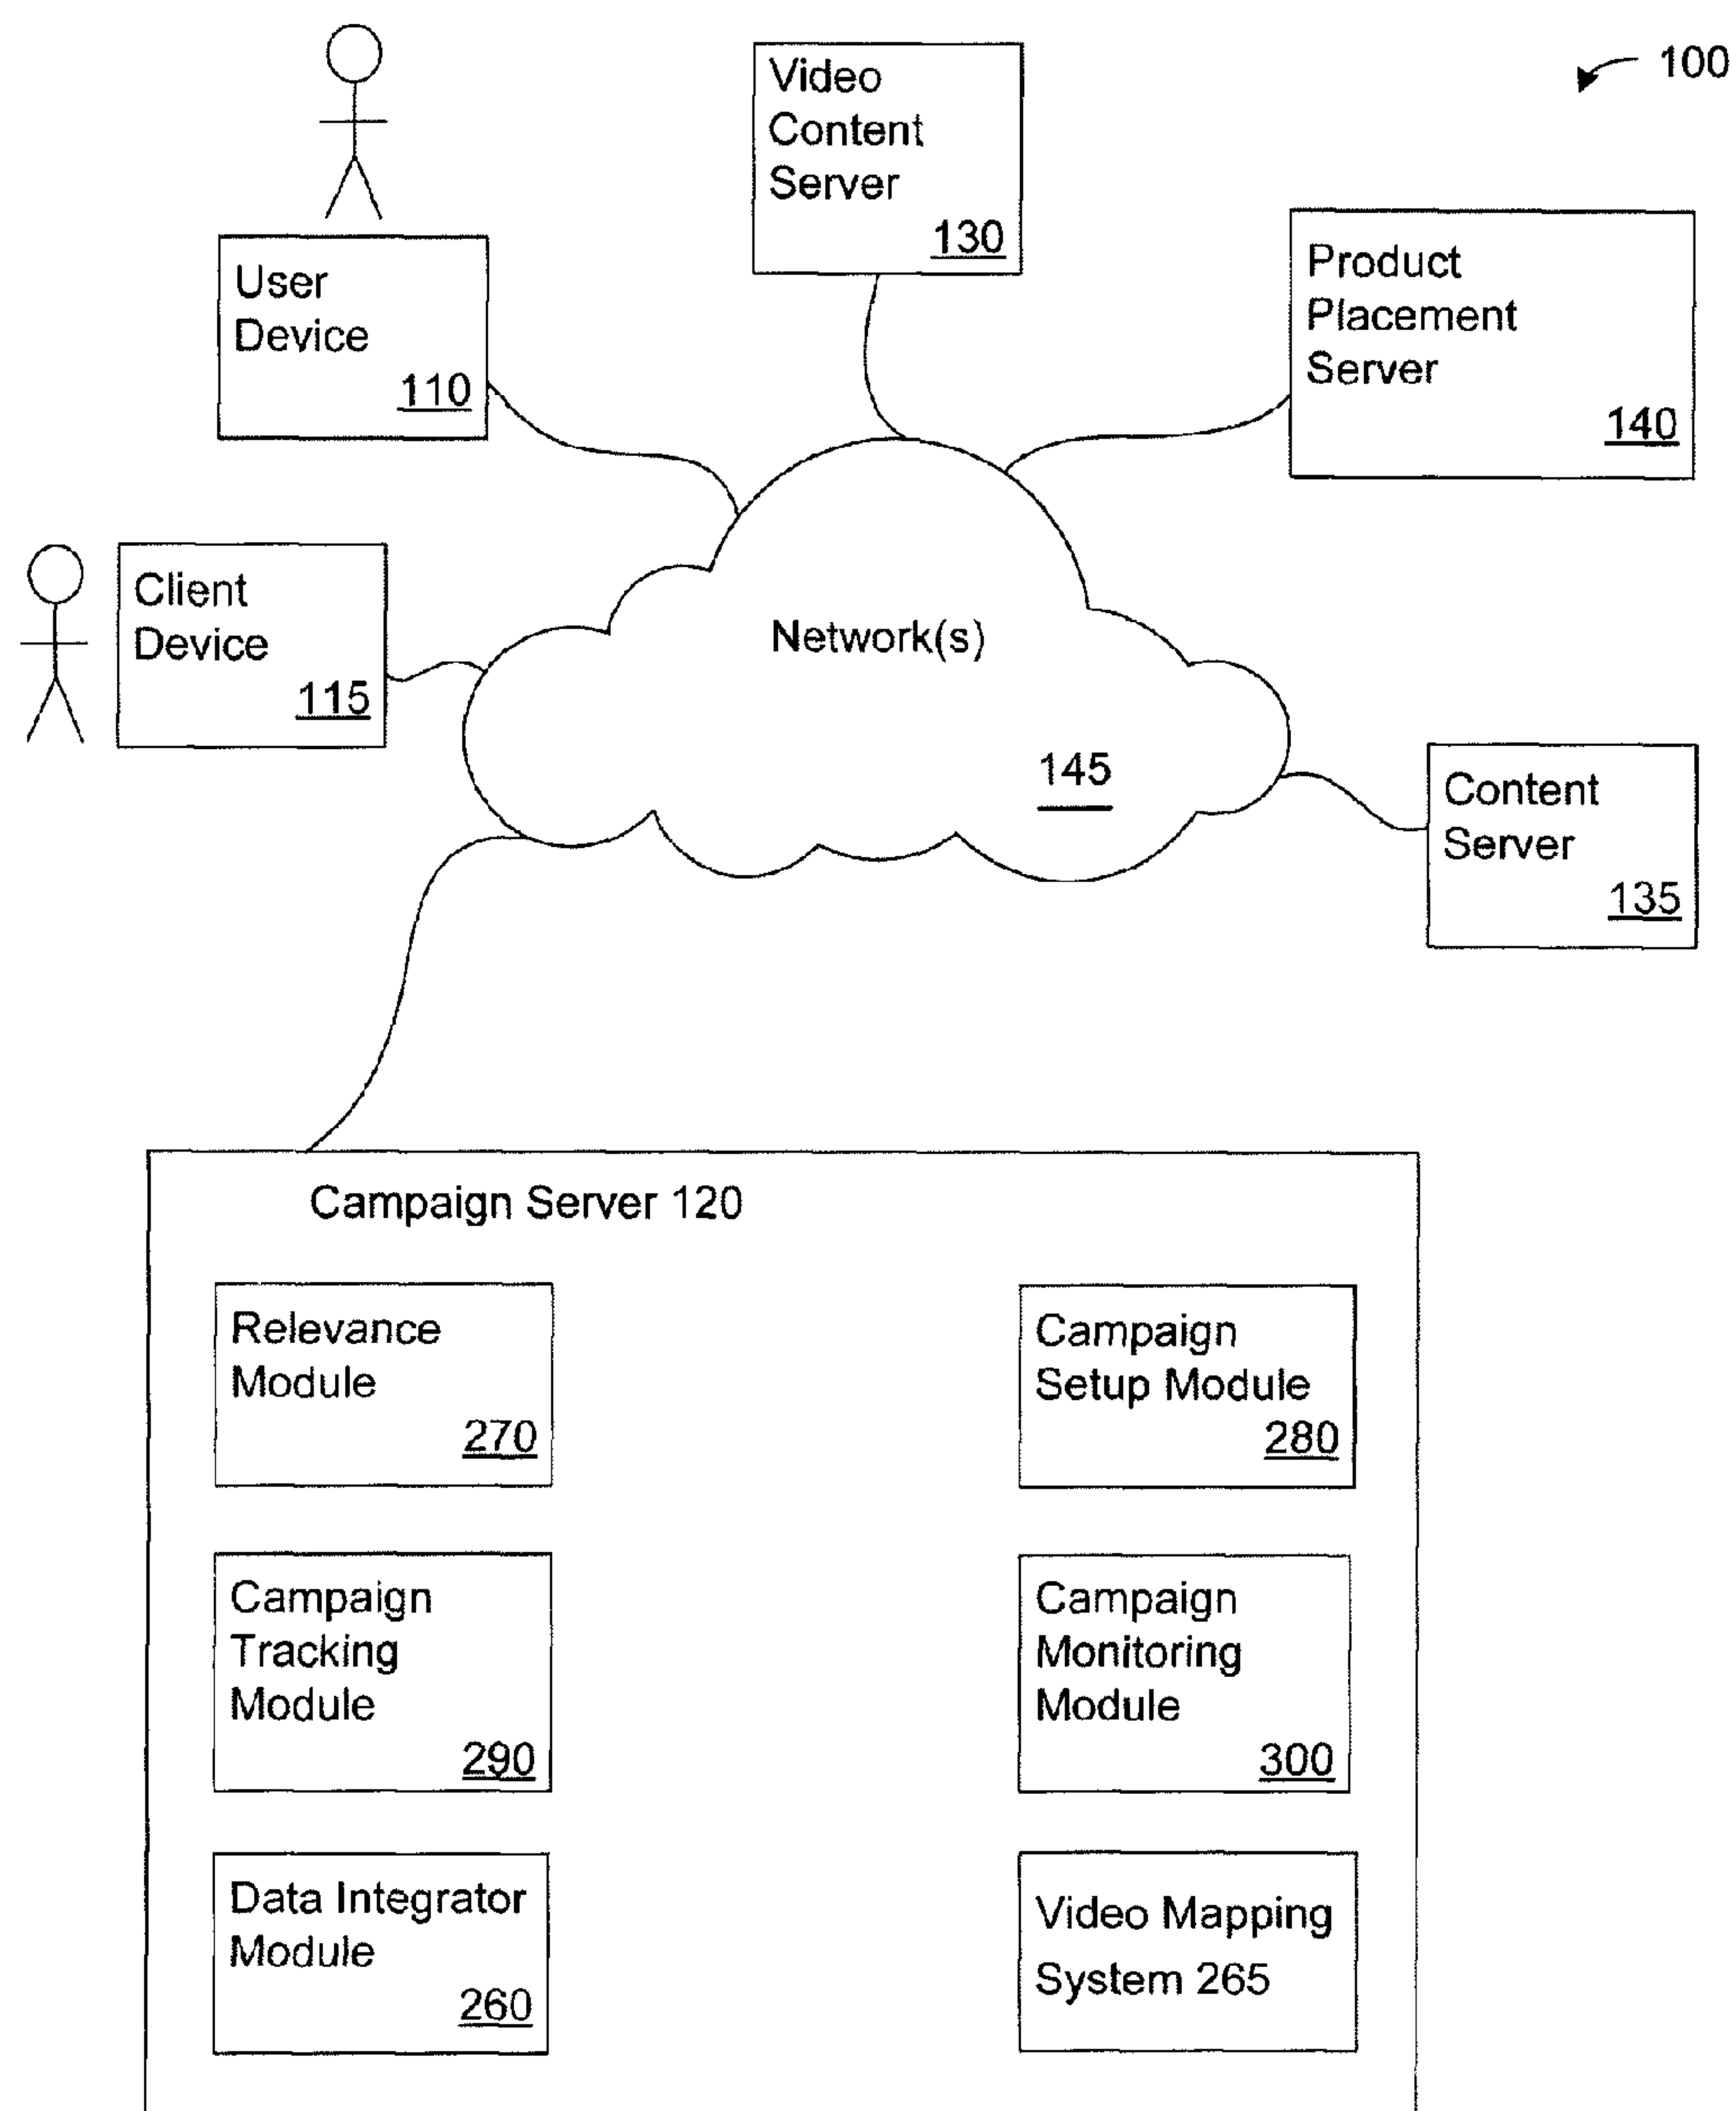 100
Video
Content
Server
130
User
Device
110
Product
Placement
Server
140
Client
Device
115
Network(s)
145
Content
Server
135
Campaign Server 120
Relevance
Module
270
Campaign
Setup Module
280
Campaign
Tracking
Module
290
Campaign
Monitoring
Module
300
Data Integrator
Module
260
Video Mapping
System 265